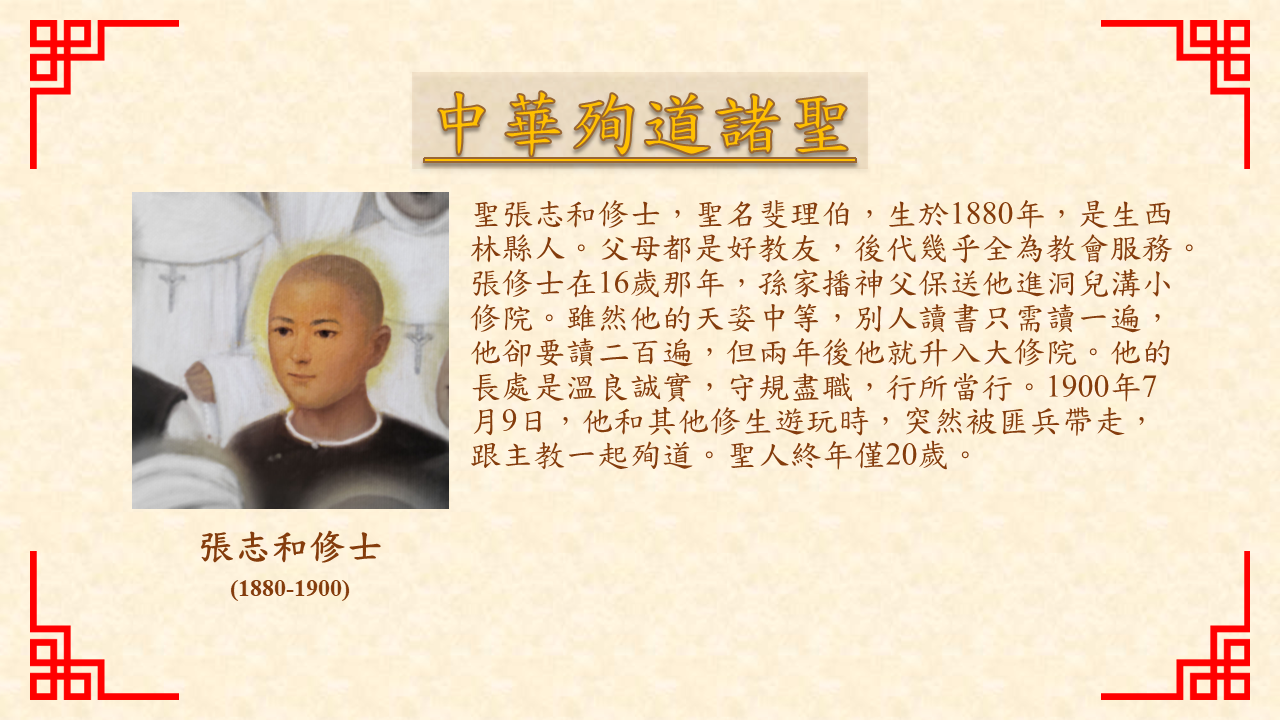 中華殉道諸聖
聖張志和修士，聖名斐理伯，生於1880年，是生西
林縣人。父母都是好教友，後代幾乎全為教會服務。
張修士在16歲那年，孫家播神父保送他進洞兒溝小
修院。雖然他的天姿中等，別人讀書只需讀一遍，
他卻要讀二百遍，但兩年後他就升入大修院。他的
長處是溫良誠實，守規盡職，行所當行。1900年7
月9日，他和其他修生遊玩時，突然被匪兵帶走，
跟主教一起殉道。聖人終年僅20歲。
張志和修士
(1880-1900)